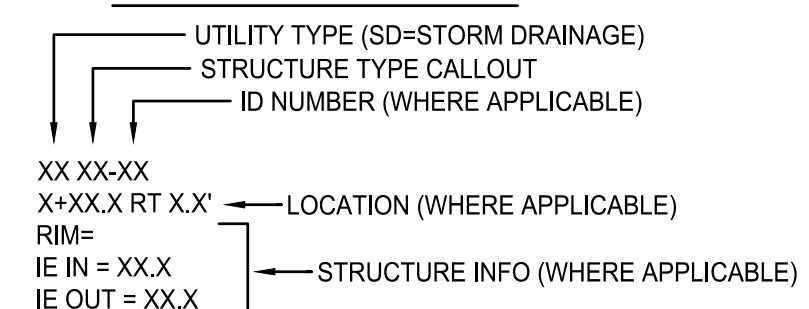 UTILITY TYPE (SD=STORM DRAINAGE)
STRUCTURE TYPE CALLOUT
ID NUMBER (WHERE APPLICABLE)
XX XX-XX
X+XX.X RT X.X' LOCATION (WHERE APPLICABLE)
RIM=
IE IN = XX.X
STRUCTURE INFO (WHERE APPLICABLE)
IE OUT = XX.X